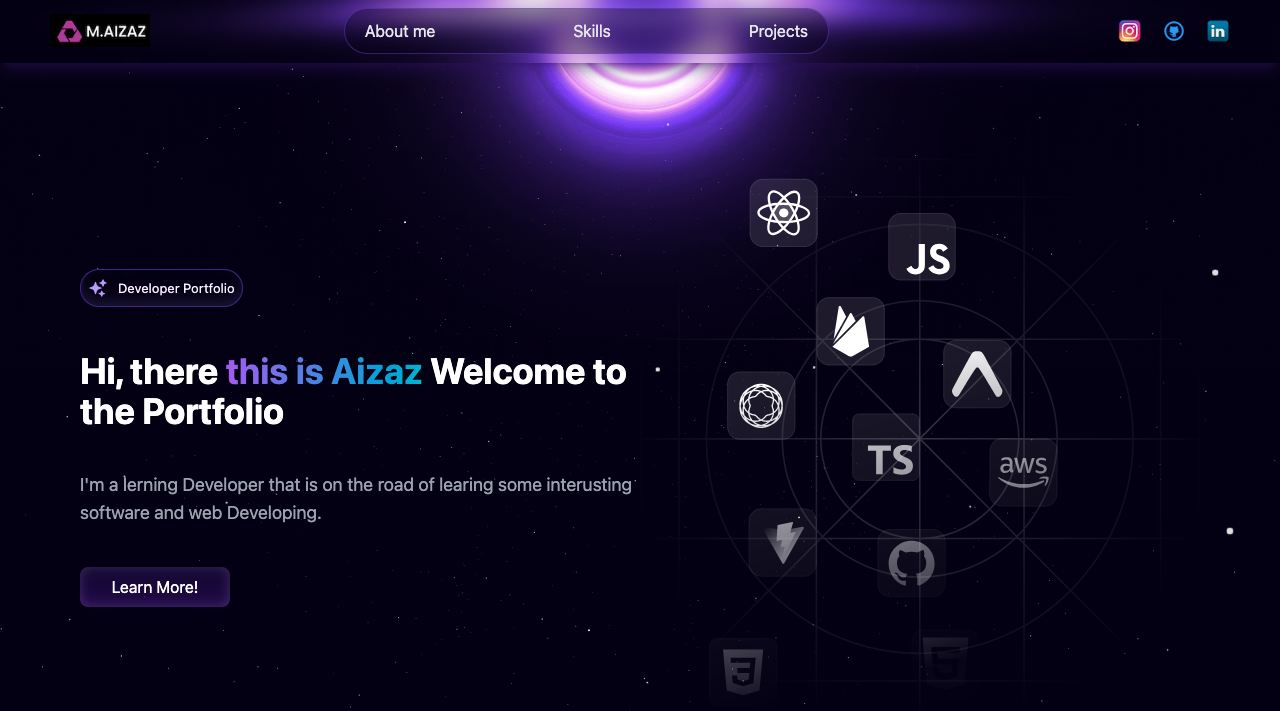 M.AIZAZ
About me
Skills
Projects
in
JS
Developer Portfolio
Hi, there this is Aizaz Welcome to
the Portfolio
TS
aws
I'm a lerning Developer that is on the road of learing some interusting
software and web Developing.
Learn More!
3
5